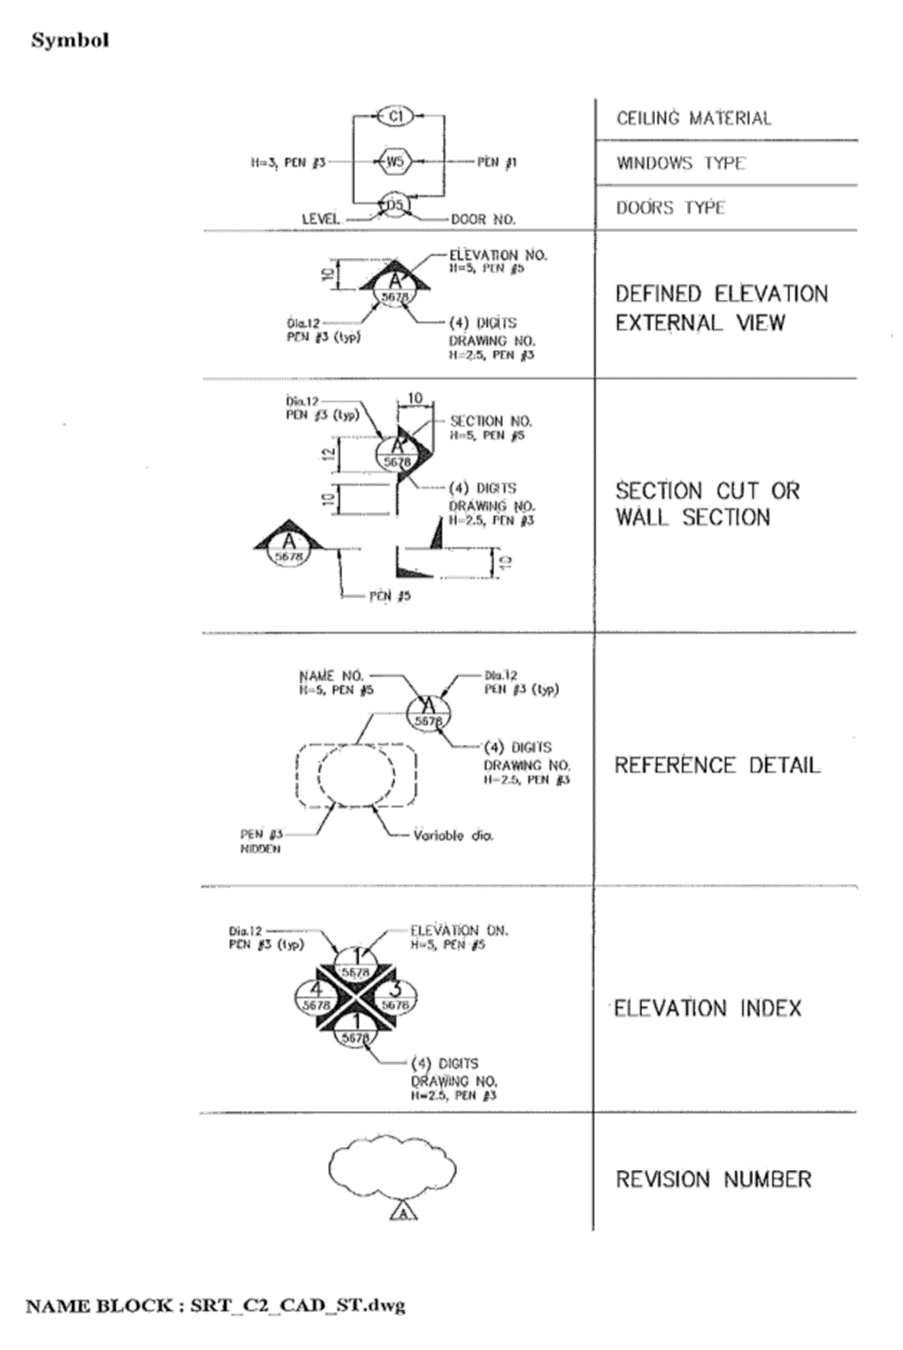 Symbol
C1
CEILING MATERIAL
H=3, PEN #3
W5
PEN #1
WINDOWS TYPE
D5
DOORS TYPE
LEVEL
DOOR NO.
ELEVATION NO.
H=5, PEN #5
10
A
5678
DEFINED ELEVATION
EXTERNAL VIEW
Dia.12
PEN #3 (typ)
(4) DIGITS
DRAWING NO.
H=2.5, PEN #3
Dia.12
PEN #3 (typ)
10
SECTION NO.
H=5, PEN #5
A
5678
12
(4) DIGITS
DRAWING NO.
H=2.5, PEN #3
10
SECTION CUT OR
WALL SECTION
A
5678
10
PEN #5
NAME NO.
H=5, PEN #5
Dia.12
PEN #3 (typ)
A
5678
(4) DIGITS
DRAWING NO.
H=2.5, PEN #3
REFERENCE DETAIL
PEN #3
HIDDEN
Variable dia.
Dia.12
PEN #3 (typ)
ELEVATION ON.
H=5, PEN #5
1
5678
4
5678
3
5678
1
5678
ELEVATION INDEX
(4) DIGITS
DRAWING NO.
H=2.5, PEN #3
REVISION NUMBER
A
NAME BLOCK : SRT_C2_CAD_ST.dwg